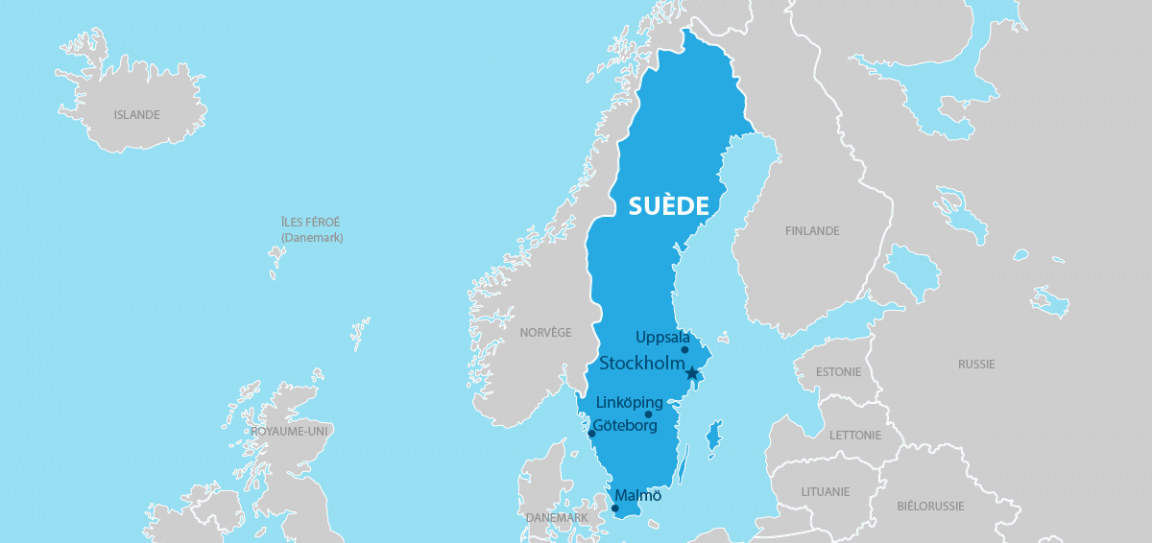 ISLANDE
SUÈDE
ÎLES FÉROÉ
(Danemark)
FINLANDE
NORVÈGE
Uppsala
Stockholm
RUSSIE
ESTONIE
Linköping
Göteborg
ROYAUME-UNI
LETTONIE
LITUANIE
Malmö
BIÉLORUSSIE
DANEMARK